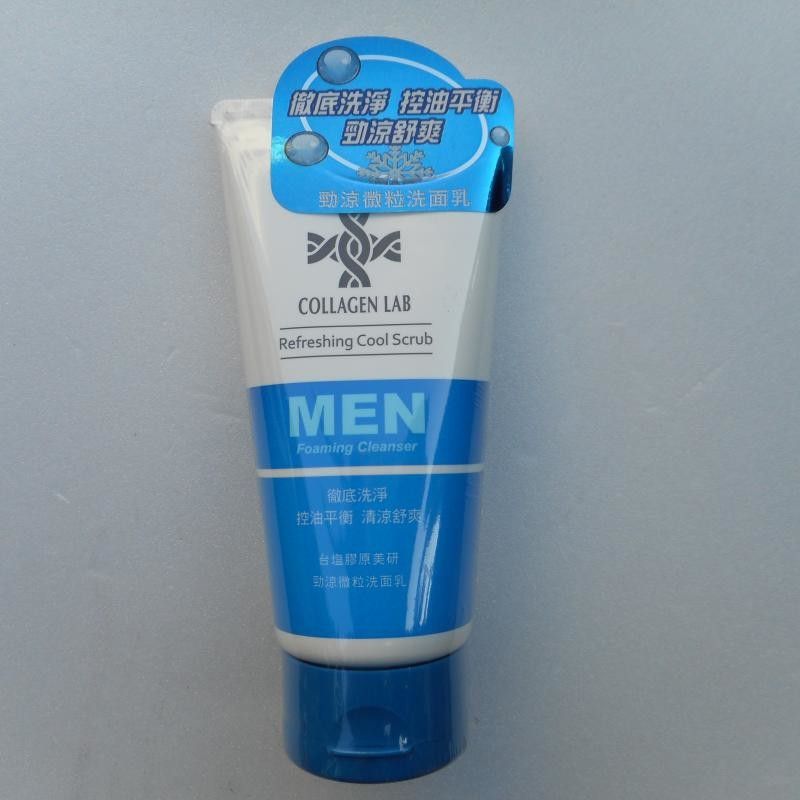 徹底洗淨 控油平衡
勁涼舒爽
勁涼微粒洗面乳
COLLAGEN LAB
Refreshing Cool Scrub
MEN
Foaming Cleanser
徹底洗淨
控油平衡 清涼舒爽
台塩膠原美研
勁涼微粒洗面乳